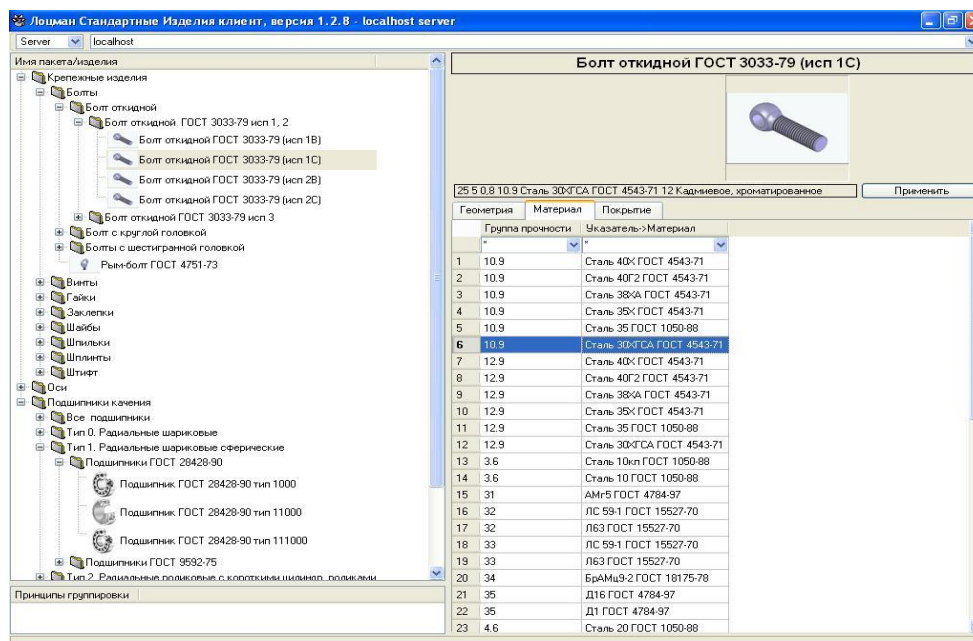 Лоцман Стандартные Изделия клиент, версия 1.2.8 - localhost server
Server localhost
Имя пакета/изделия
Крепежные изделия
Болты
Болт откидной
Болт откидной ГОСТ 3033-79 исп 1, 2
Болт откидной ГОСТ 3033-79 (исп 1В)
Болт откидной ГОСТ 3033-79 (исп 1С)
Болт откидной ГОСТ 3033-79 (исп 2В)
Болт откидной ГОСТ 3033-79 (исп 2С)
Болт откидной ГОСТ 3033-79 исп 3
Болт с круглой головкой
Болты с шестигранной головкой
Рым-болт ГОСТ 4751-73
Винты
Гайки
Заклепки
Шайбы
Шпильки
Шплинты
Штифт
Оси
Подшипники качения
Все подшипники
Тип 0. Радиальные шариковые
Тип 1. Радиальные шариковые сферические
Подшипники ГОСТ 28428-90
Подшипник ГОСТ 28428-90 тип 1000
Подшипник ГОСТ 28428-90 тип 11000
Подшипник ГОСТ 28428-90 тип 111000
Подшипники ГОСТ 9592-75
Тип 2. Радиальные роликовые с короткими цилиндр. роликами
Принципы группировки
Болт откидной ГОСТ 3033-79 (исп 1С)
25 5 0,8 10.9 Сталь 30ХГСА ГОСТ 4543-71 12 Кадмиевое, хроматированное Применить
Геометрия Материал Покрытие
Группа прочности Указатель->Материал
* *
1 10.9 Сталь 40Х ГОСТ 4543-71
2 10.9 Сталь 40Г2 ГОСТ 4543-71
3 10.9 Сталь 38ХА ГОСТ 4543-71
4 10.9 Сталь 35Х ГОСТ 4543-71
5 10.9 Сталь 35 ГОСТ 1050-88
6 10.9 Сталь 30ХГСА ГОСТ 4543-71
7 12.9 Сталь 40Х ГОСТ 4543-71
8 12.9 Сталь 40Г2 ГОСТ 4543-71
9 12.9 Сталь 38ХА ГОСТ 4543-71
10 12.9 Сталь 35Х ГОСТ 4543-71
11 12.9 Сталь 35 ГОСТ 1050-88
12 12.9 Сталь 30ХГСА ГОСТ 4543-71
13 3.6 Сталь 10кп ГОСТ 1050-88
14 3.6 Сталь 10 ГОСТ 1050-88
15 31 АМг5 ГОСТ 4784-97
16 32 ЛС 59-1 ГОСТ 15527-70
17 32 Л63 ГОСТ 15527-70
18 33 ЛС 59-1 ГОСТ 15527-70
19 33 Л63 ГОСТ 15527-70
20 34 БрАМц9-2 ГОСТ 18175-78
21 35 Д16 ГОСТ 4784-97
22 35 Д1 ГОСТ 4784-97
23 4.6 Сталь 20 ГОСТ 1050-88